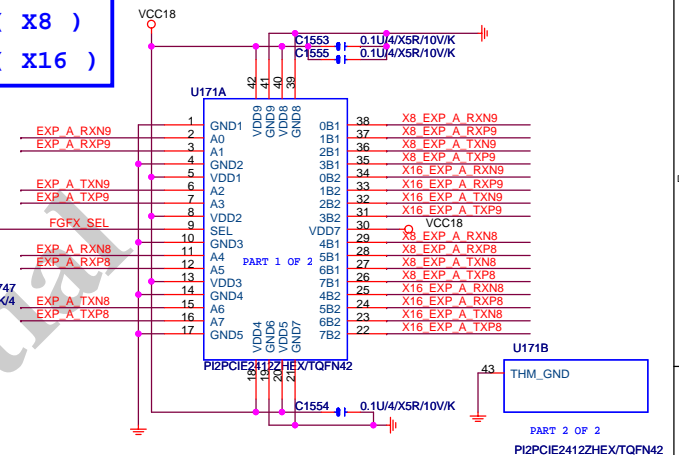 ( X8 )
( X16 )
VCC18
C1553 0.1U/4/X5R/10V/K
C1555 0.1U/4/X5R/10V/K
42 41 40 39
U171A
VDD9 GND9 VDD8 GND8
EXP_A_RXN9 EXP_A_RXP9
EXP_A_TXN9 EXP_A_TXP9
FGFX_SEL
EXP_A_RXN8 EXP_A_RXP8
747
K/4
EXP_A_TXN8 EXP_A_TXP8
1 GND1
2 A0
3 A1
4 GND2
5 VDD1
6 A2
7 A3
8 VDD2
9 SEL
10 GND3
11 A4
12 A5
13 VDD3
14 GND4
15 A6
16 A7
17 GND5
PART 1 OF 2
0B1 38 X8_EXP_A_RXN9
1B1 37 X8_EXP_A_RXP9
2B1 36 X8_EXP_A_TXN9
3B1 35 X8_EXP_A_TXP9
0B2 34 X16_EXP_A_RXN9
1B2 33 X16_EXP_A_RXP9
2B2 32 X16_EXP_A_TXN9
3B2 31 X16_EXP_A_TXP9
VDD7 30 VCC18
4B1 29 X8_EXP_A_RXN8
5B1 28 X8_EXP_A_RXP8
6B1 27 X8_EXP_A_TXN8
7B1 26 X8_EXP_A_TXP8
4B2 25 X16_EXP_A_RXN8
5B2 24 X16_EXP_A_RXP8
6B2 23 X16_EXP_A_TXN8
7B2 22 X16_EXP_A_TXP8
VDD4 GND6 VDD5 GND7
PI2PCIE2412ZHEX/TQFN42
18 19 20 21
C1554 0.1U/4/X5R/10V/K
U171B
43 THM_GND
PART 2 OF 2
PI2PCIE2412ZHEX/TQFN42